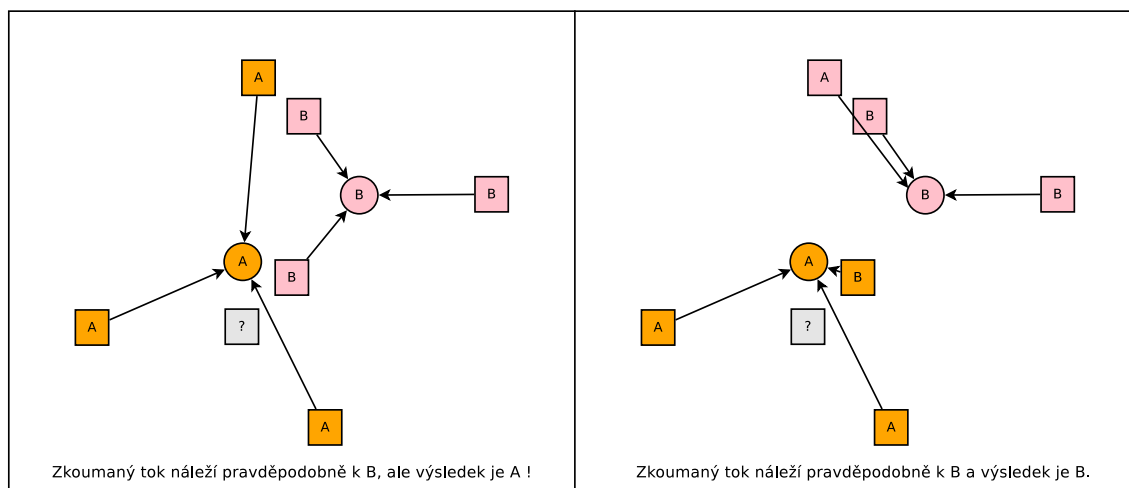 A
B
B
B
A
B
A
?
A
Zkoumaný tok náleží pravděpodobně k B, ale výsledek je A !
A
B
B
B
A
B
A
?
A
Zkoumaný tok náleží pravděpodobně k B a výsledek je B.